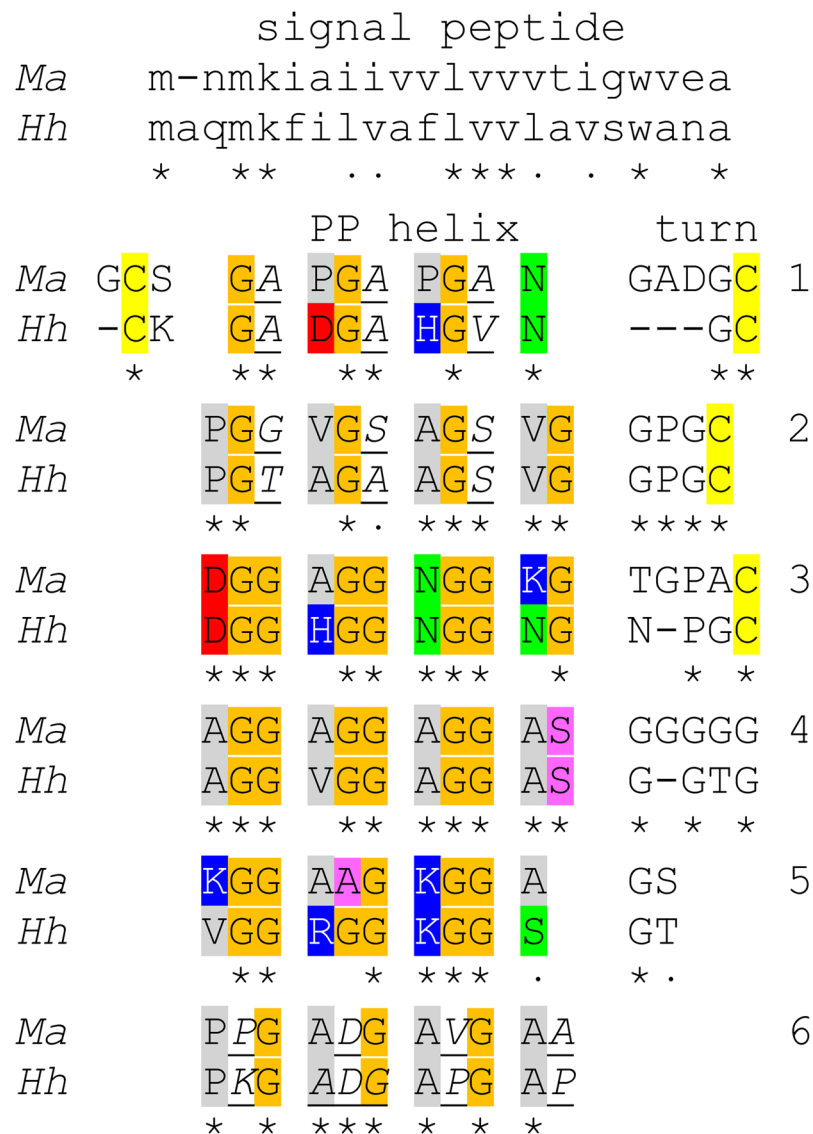 signal peptide
Ma m-nmkiaiivvlvvvtigwvea
Hh maqmkfilvafLvvlavswana
* ** .. ***. . * *
PP helix turn
Ma GCS GA PGA PGA N GADGC 1
Hh -CK GA DGA HGV N ---GC
* ** ** * * **
Ma PGG VGS AGS VG GPGC 2
Hh PGT AGA AGS VG GPGC
** *. *** ** ****
Ma DGG AGG NGG KG TGPAC 3
Hh DGG HGG NGG NG N-PGC
*** ** *** * * *
Ma AGG AGG AGG AS GGGGG 4
Hh AGG VGG AGG AS G-GTG
*** ** *** ** * * *
Ma KGG AAG KGG A GS 5
Hh VGG RGG KGG S GT
** * *** . *.
Ma PPG ADG AVG AA 6
Hh PKG ADG APG AP
* * *** * * *